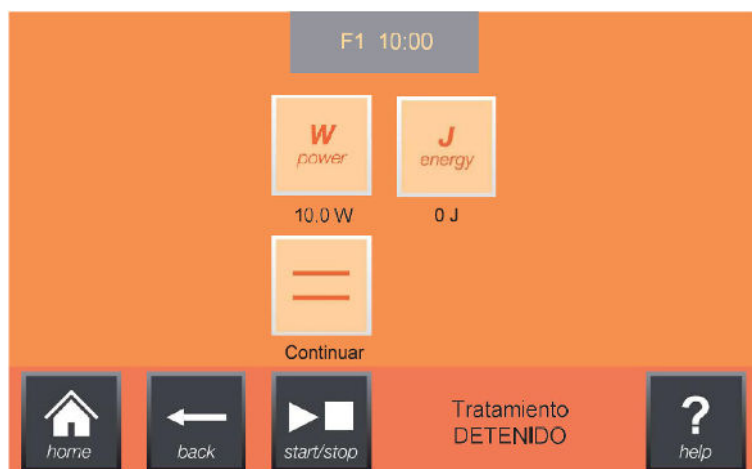 F1 10:00
W
power
J
energy
10.0 W
0 J
Continuar
home
back
start/stop
Tratamiento
DETENIDO
?
help